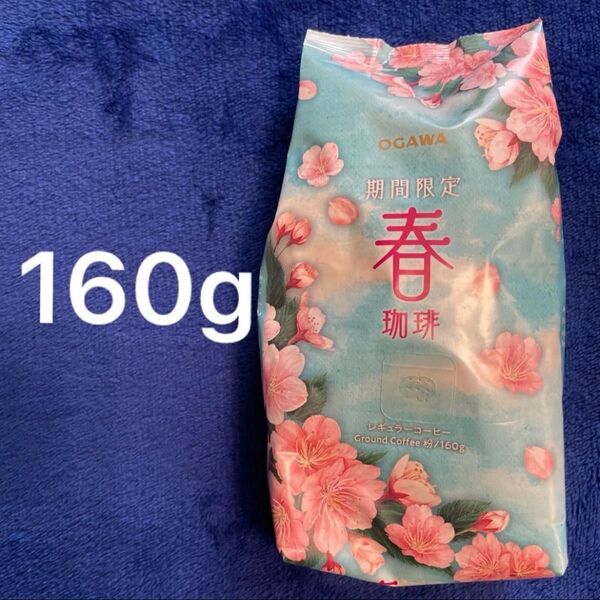 160g
OGAWA
期間限定
春
珈琲
レギュラーコーヒー
Ground Coffee 粉/160g